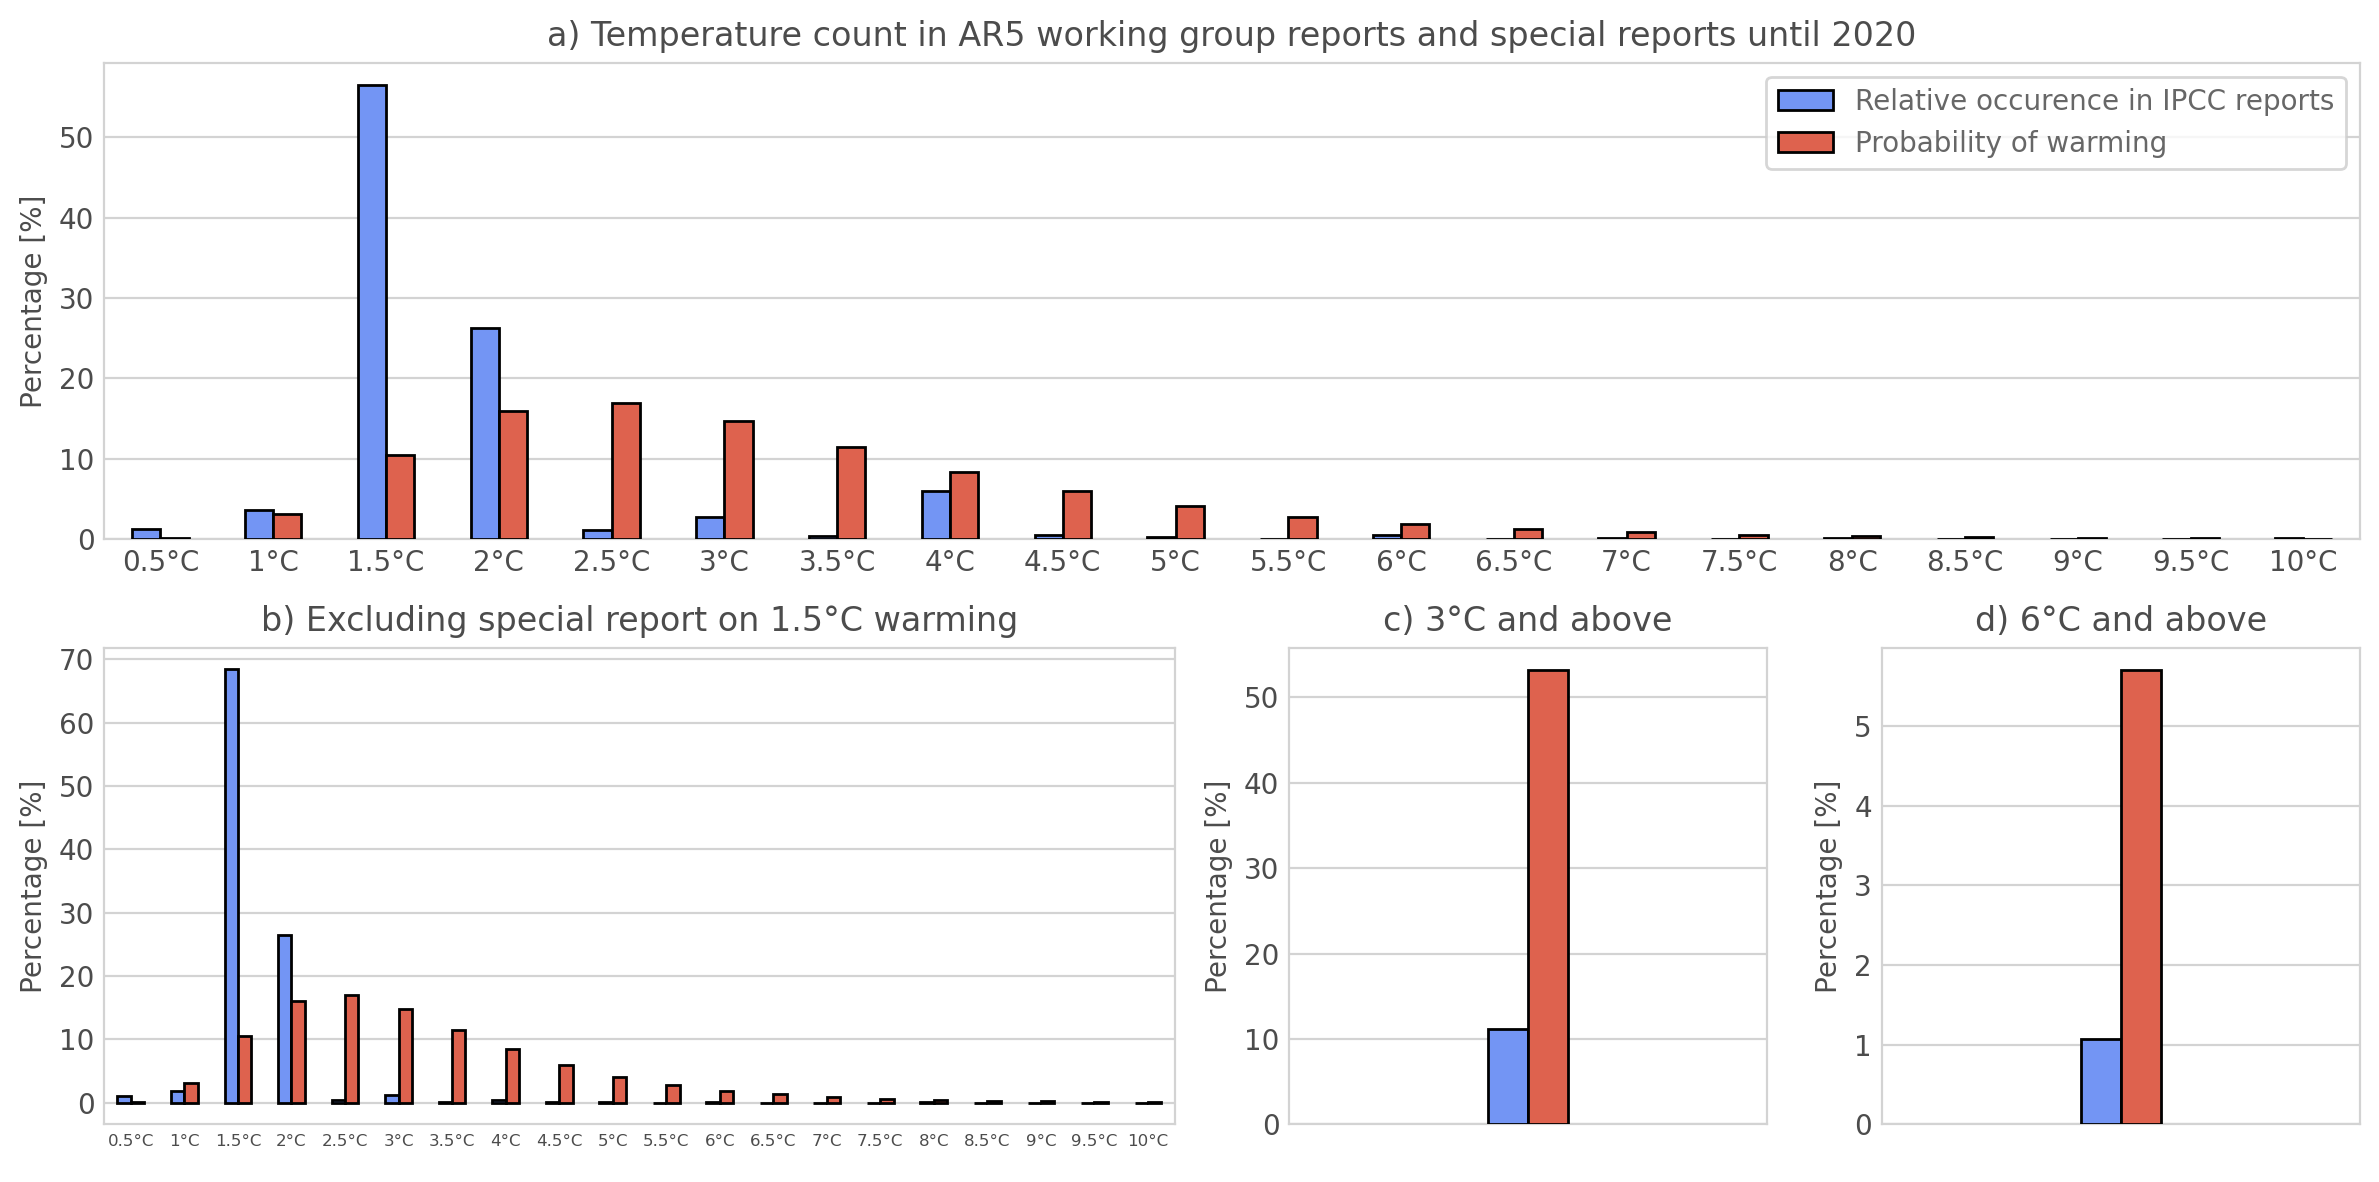 a) Temperature count in AR5 working group reports and special reports until 2020
Percentage [%]
50
40
30
20
10
0
Relative occurence in IPCC reports
Probability of warming
0.5°C 1°C 1.5°C 2°C 2.5°C 3°C 3.5°C 4°C 4.5°C 5°C 5.5°C 6°C 6.5°C 7°C 7.5°C 8°C 8.5°C 9°C 9.5°C 10°C
b) Excluding special report on 1.5°C warming
Percentage [%]
70
60
50
40
30
20
10
0
0.5°C 1°C 1.5°C 2°C 2.5°C 3°C 3.5°C 4°C 4.5°C 5°C 5.5°C 6°C 6.5°C 7°C 7.5°C 8°C 8.5°C 9°C 9.5°C 10°C
c) 3°C and above
Percentage [%]
50
40
30
20
10
0
d) 6°C and above
Percentage [%]
5
4
3
2
1
0